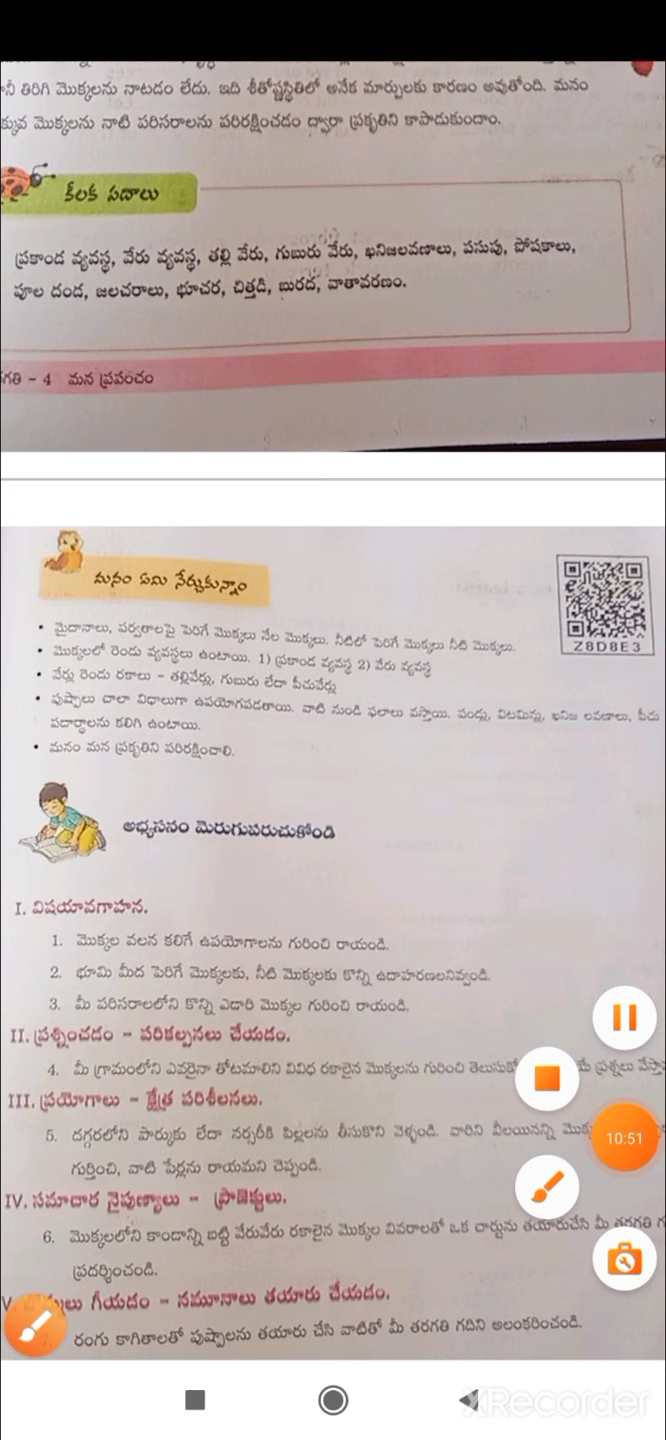 తిరిగి మొక్కలను నాటడం లేదు. ఇది శీతోష్ణస్థితిలో అనేక మార్పులకు కారణం అవుతోంది. మనం
మొక్కలను నాటి పరిసరాలను పరిరక్షించడం ద్వారా ప్రకృతిని కాపాడుకుందాం.
కీలక పదాలు
ప్రకాండ వ్యవస్థ, వేరు వ్యవస్థ, తల్లి వేరు, గుబురు వేరు, ఖనిజలవణాలు, పసుపు, పోషకాలు,
పూల దండ, జలచరాలు, భూచర, చిత్తడి, బురద, వాతావరణం.
- 4 మన ప్రపంచం
మనం ఏమి నేర్చుకున్నాం
Z8D8E3
• మైదానాలు, పర్వతాలపై పెరిగే మొక్కలు నేల మొక్కలు. నీటిలో పెరిగే మొక్కలు నీటి మొక్కలు.
• మొక్కలలో రెండు వ్యవస్థలు ఉంటాయి. 1) ప్రకాండ వ్యవస్థ 2) వేరు వ్యవస్థ
• వేర్లు రెండు రకాలు - తల్లివేర్లు, గుబురు లేదా పీచువేర్లు
• పుష్పాలు చాలా విధాలుగా ఉపయోగపడతాయి. వాటి నుండి ఫలాలు వస్తాయి. పండ్లు, విటమిన్లు, ఖనిజ లవణాలు, పీచు
పదార్థాలను కలిగి ఉంటాయి.
• మనం మన ప్రకృతిని పరిరక్షించాలి.
అభ్యసనం మెరుగుపరుచుకోండి
I. విషయావగాహన.
1. మొక్కల వలన కలిగే ఉపయోగాలను గురించి రాయండి.
2. భూమి మీద పెరిగే మొక్కలకు, నీటి మొక్కలకు కొన్ని ఉదాహరణలనివ్వండి.
3. మీ పరిసరాలలోని కొన్ని ఎడారి మొక్కల గురించి రాయండి.
II. ప్రశ్నించడం - పరికల్పనలు చేయడం.
4. మీ గ్రామంలోని ఎవరైనా తోటమాలిని వివిధ రకాలైన మొక్కలను గురించి ప్రశ్నలు
III. ప్రయోగాలు - క్షేత్ర పరిశీలనలు.
5. దగ్గరలోని పార్కుకు లేదా నర్సరీకి పిల్లలను తీసుకొని వెళ్ళండి. వారిని వీలయినన్ని
గుర్తించి, వాటి పేర్లను రాయమని చెప్పండి.
IV. సమాచార నైపుణ్యాలు - ప్రాజెక్టులు.
6. మొక్కలలోని కాండాన్ని బట్టి వేరువేరు రకాలైన మొక్కల వివరాలతో ఒక చార్టును తయారుచేసి మీ తరగతి
ప్రదర్శించండి.
గీయడం - నమూనాలు తయారు చేయడం.
రంగు కాగితాలతో పుష్పాలను తయారు చేసి వాటితో మీ తరగతి గదిని అలంకరించండి.
10:51
XRecorder